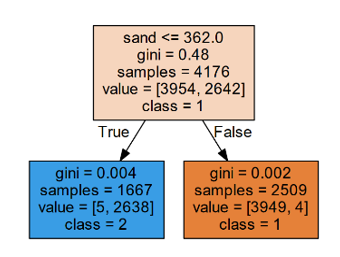 sand <= 362.0
gini = 0.48
samples = 4176
value = [3954, 2642]
class = 1
True
False
gini = 0.004
samples = 1667
value = [5, 2638]
class = 2
gini = 0.002
samples = 2509
value = [3949, 4]
class = 1